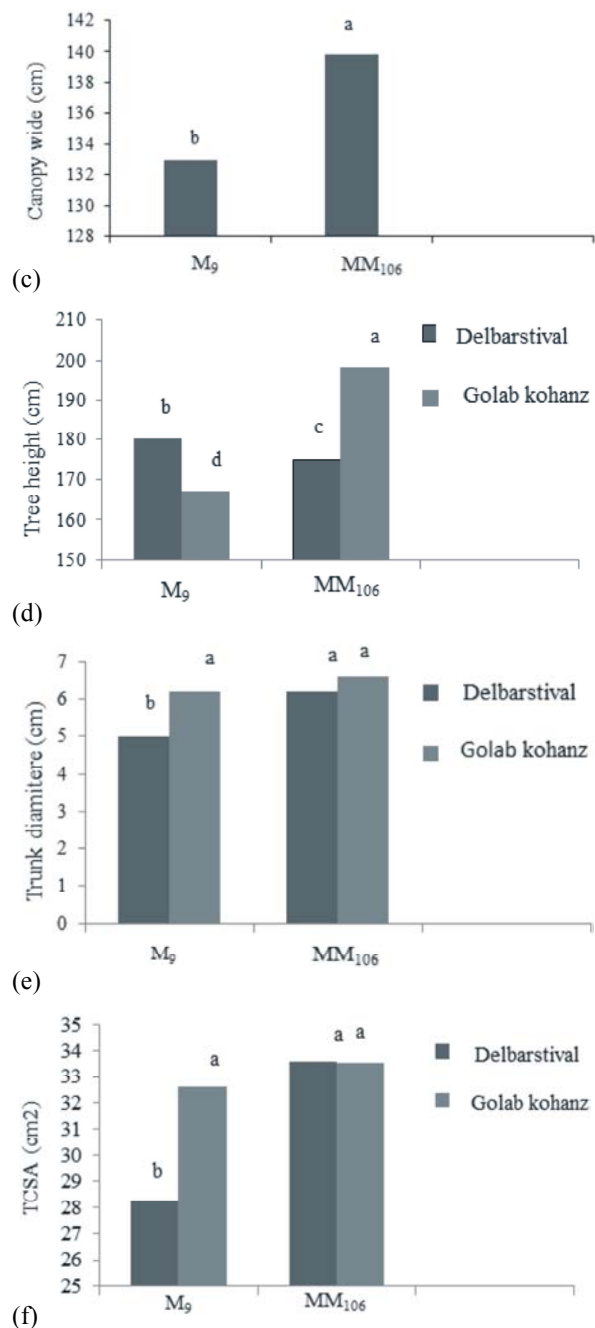 142
140
138
136
134
132
130
128
Canopy wide (cm)
b
a
M₉
MM₁₀₆
(c)
210
200
190
180
170
160
150
Tree height (cm)
b
d
c
a
Delbarstival
Golab kohanz
M₉
MM₁₀₆
(d)
7
6
5
4
3
2
1
0
Trunk diamitere (cm)
b
a
a
a
Delbarstival
Golab kohanz
M₉
MM₁₀₆
(e)
35
34
33
32
31
30
29
28
27
26
25
TCSA (cm2)
b
a
a
a
Delbarstival
Golab kohanz
M₉
MM₁₀₆
(f)